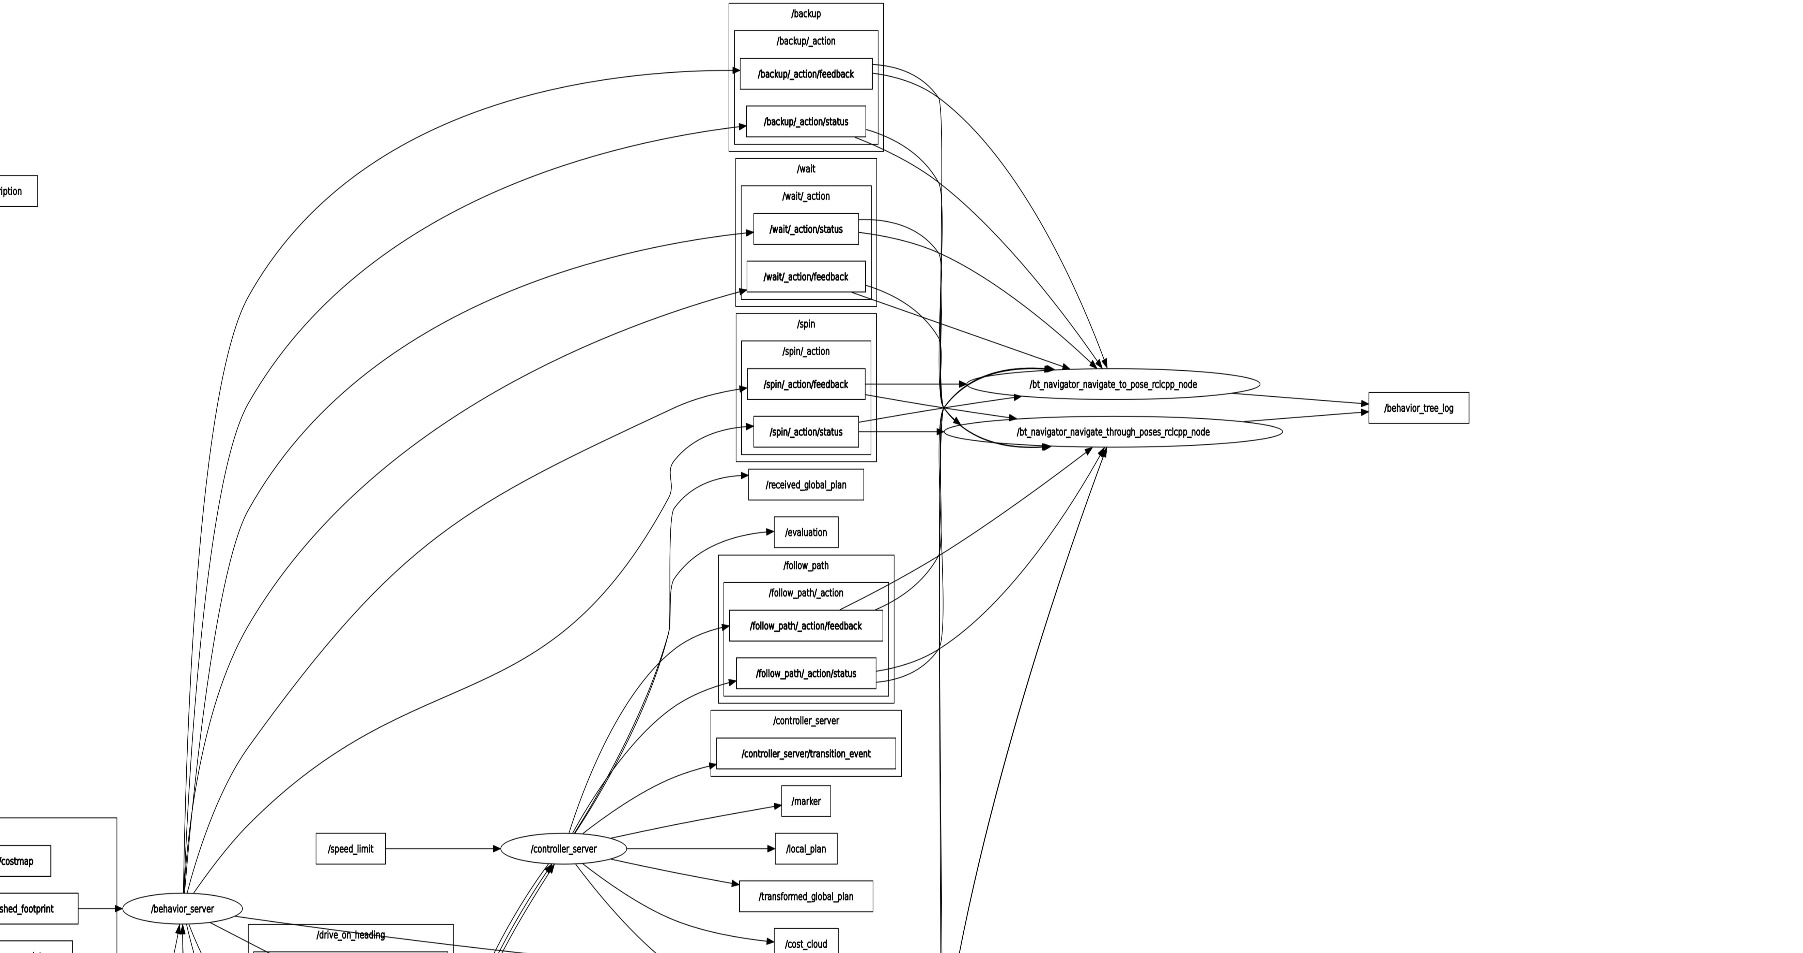 /backup
/backup/_action
/backup/_action/feedback
/backup/_action/status
/wait
/wait/_action
/wait/_action/status
/wait/_action/feedback
/spin
/spin/_action
/spin/_action/feedback
/spin/_action/status
/bt_navigator_navigate_to_pose_rclcpp_node
/bt_navigator_navigate_through_poses_rclcpp_node
/behavior_tree_log
/received_global_plan
/evaluation
/follow_path
/follow_path/_action
/follow_path/_action/feedback
/follow_path/_action/status
/controller_server
/controller_server/transition_event
/marker
/speed_limit
/controller_server
/local_plan
/transformed_global_plan
/cost_cloud
iption
/costmap
shed_footprint
/behavior_server
/drive_on_heading